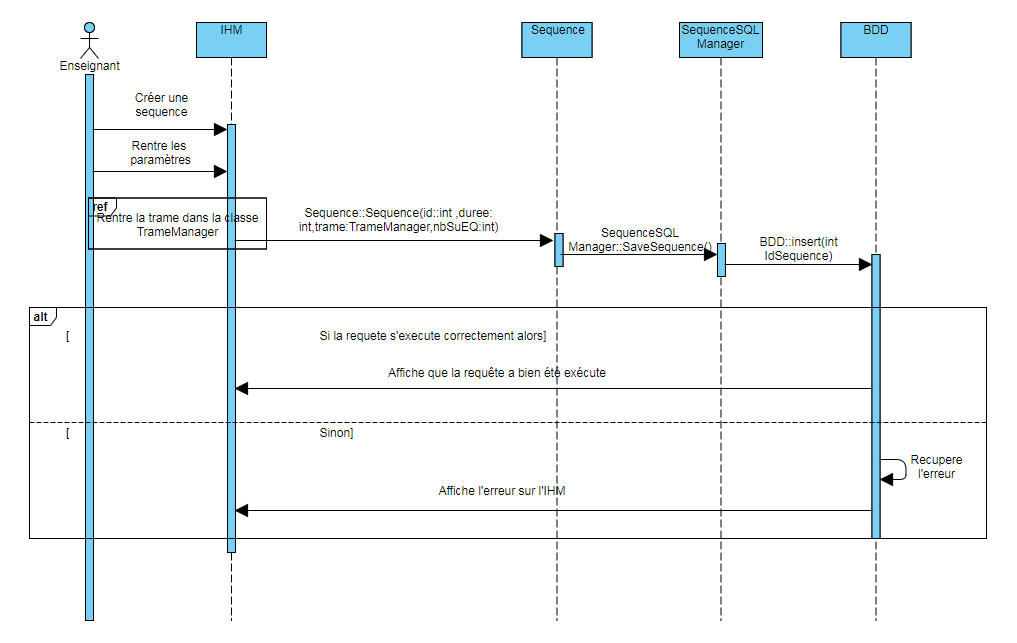 IHM
Sequence
SequenceSQL
Manager
BDD
Enseignant
Créer une
sequence
Rentre les
paramètres
ref
Rentre la trame dans la classe
TrameManager
Sequence::Sequence(id::int ,duree:
int,trame:TrameManager,nbSuEQ:int)
SequenceSQL
Manager::SaveSequence()
BDD::insert(int
IdSequence)
alt
[ Si la requete s'execute correctement alors]
Affiche que la requête a bien été exécute
[ Sinon]
Recupere
l'erreur
Affiche l'erreur sur l'IHM